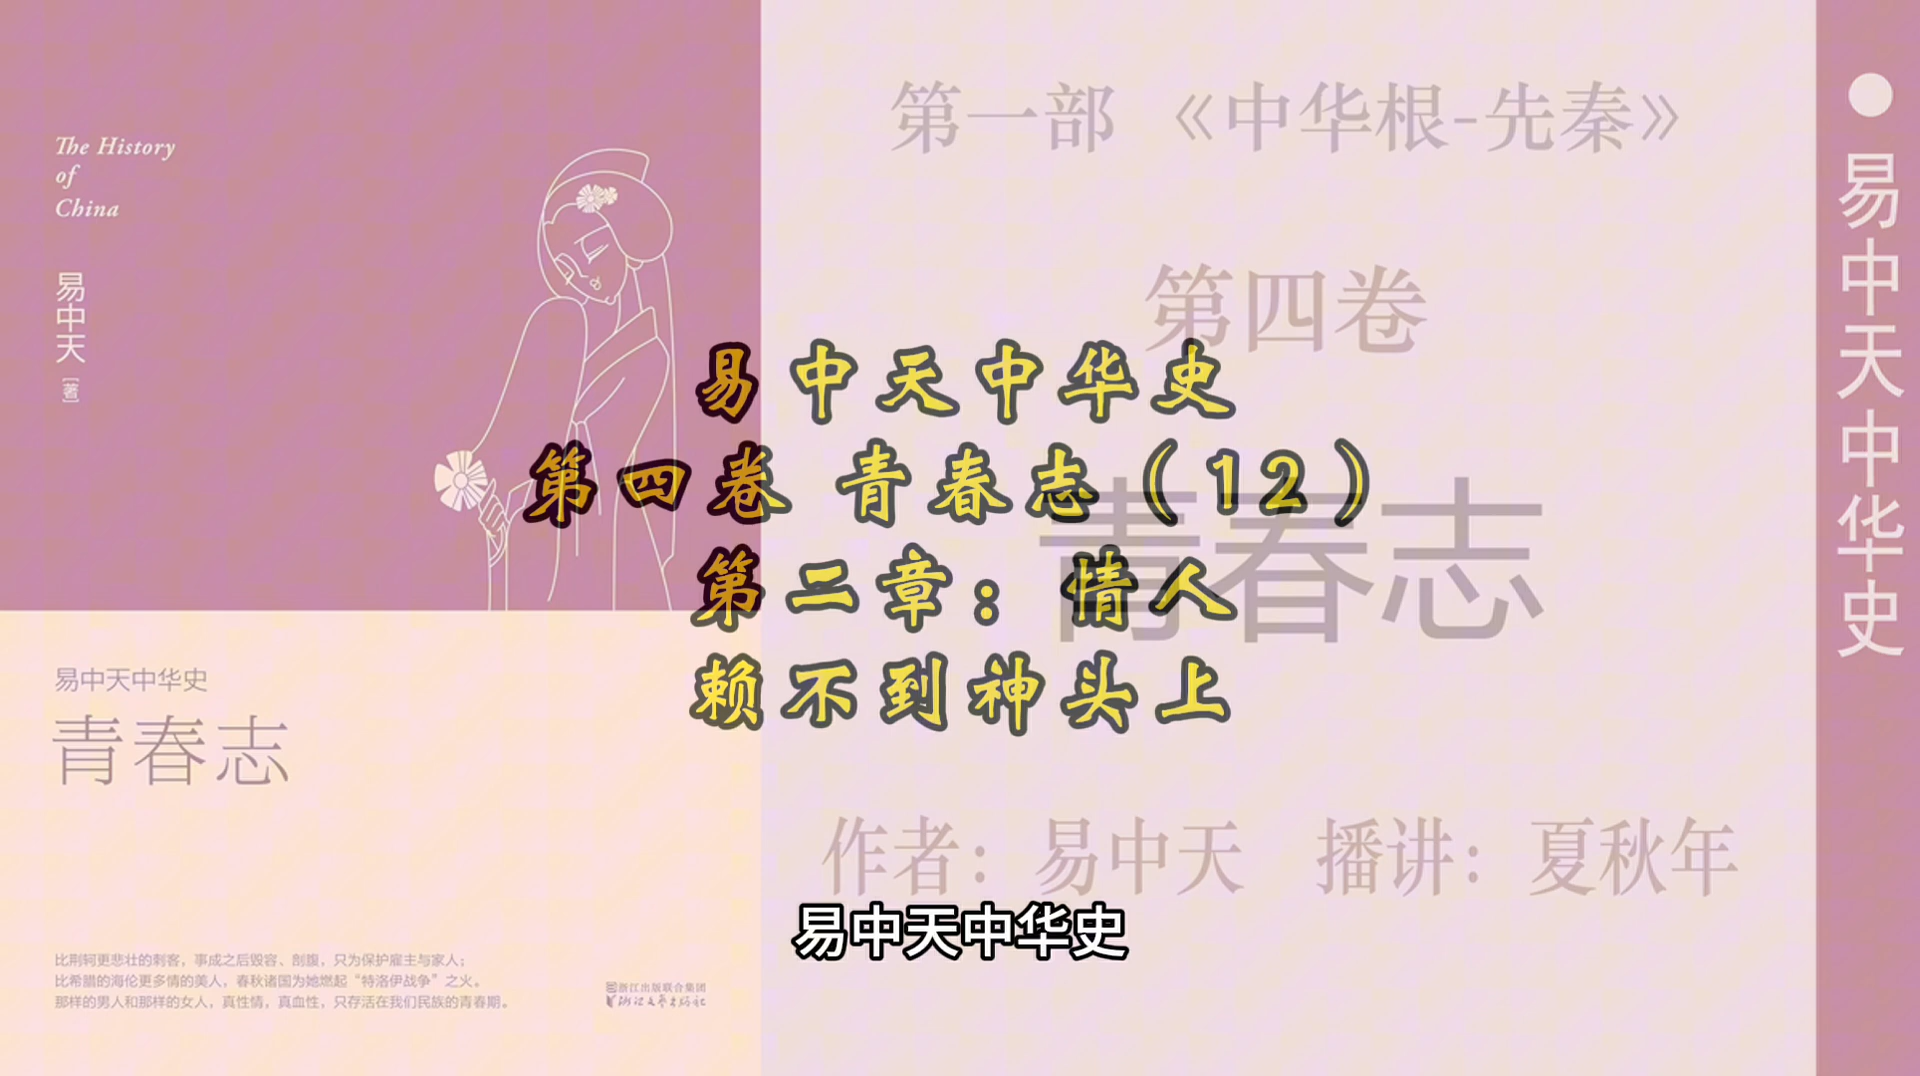 The History
of
China
易中天
[著]
易中天中华史
青春志
比荆轲更悲壮的刺客，事成之后毁容、剖腹，只为保护雇主与家人；
比希腊的海伦更多情的美人，春秋诸国为她燃起“特洛伊战争”之火。
那样的男人和那样的女人，真性情，真血性，只存活在我们民族的青春期。
浙江出版联合集团
浙江文艺出版社
第一部 《中华根-先秦》
第四卷
青春志
作者：易中天 播讲：夏秋年
易中天中华史
第四卷 青春志（12）
第二章：情人
赖不到神头上
易中天中华史
易中天中华史